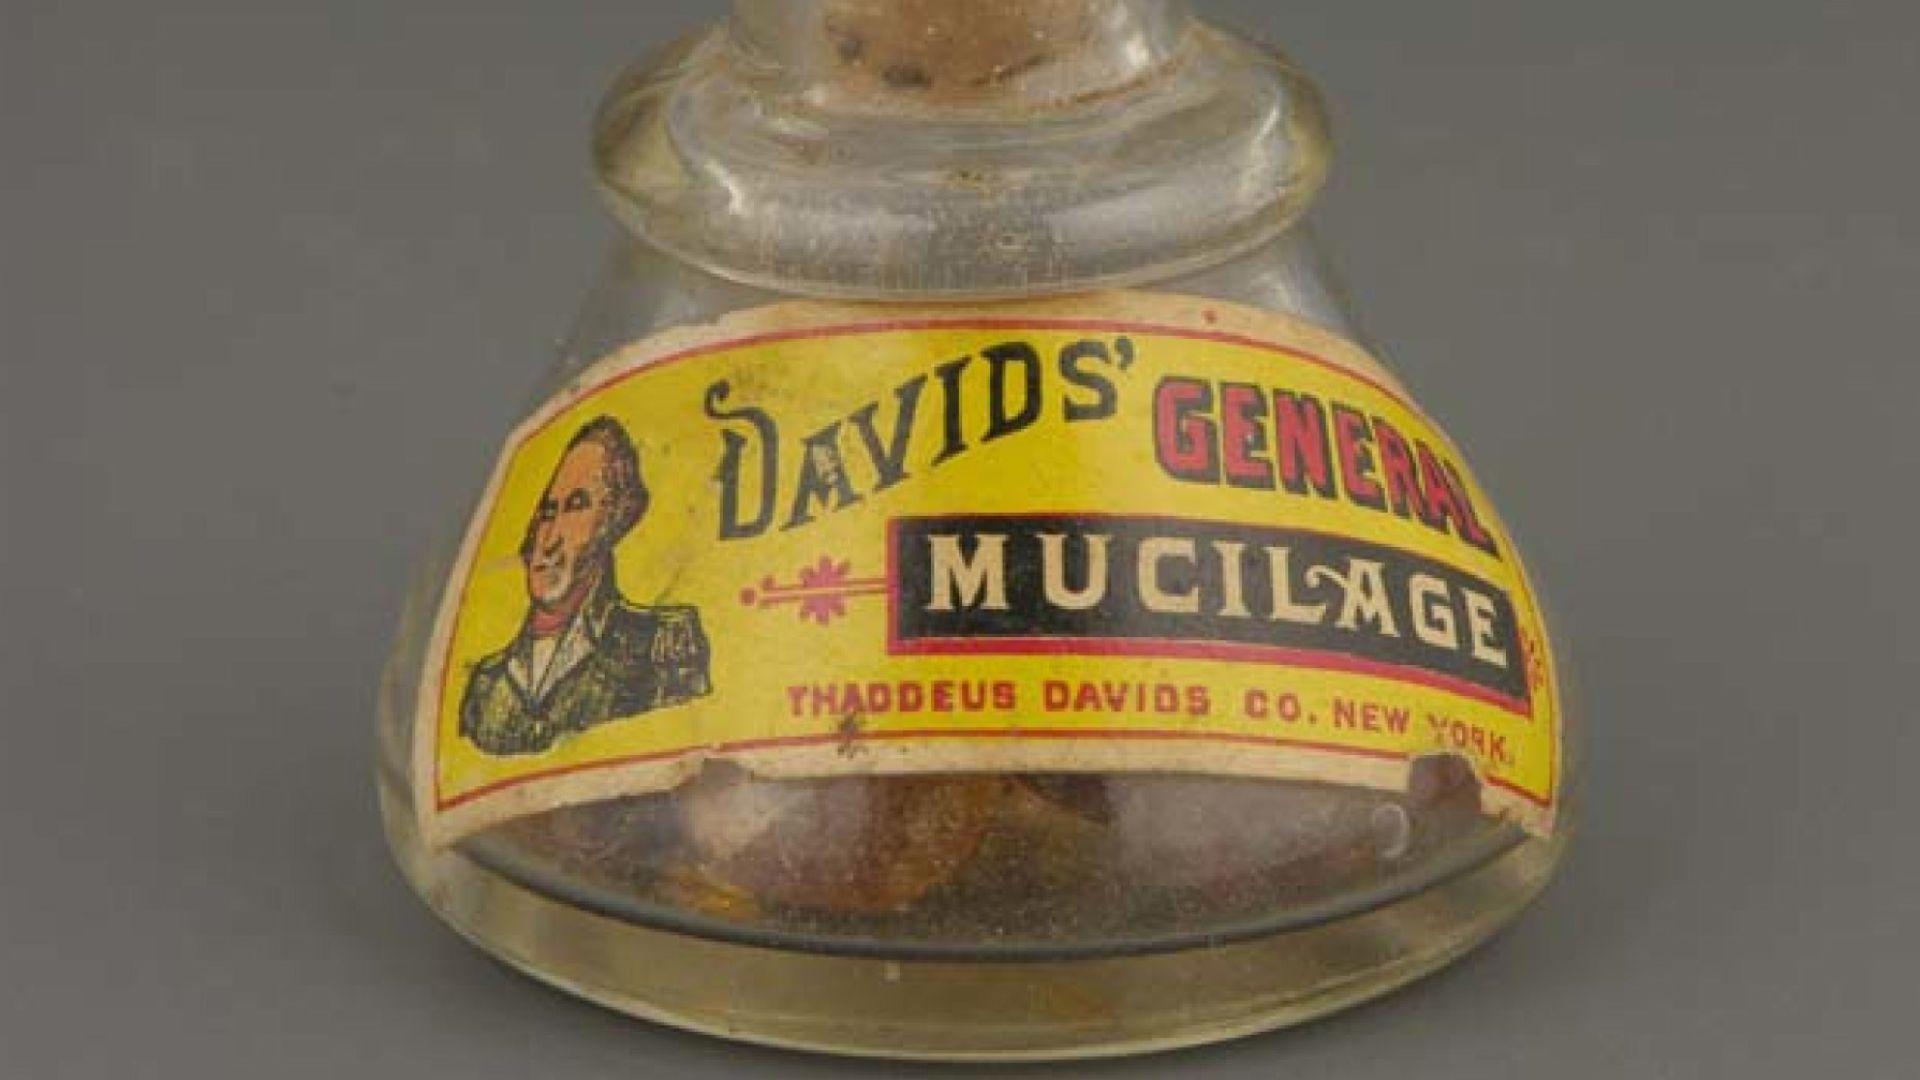 DAVIDS' GENERAL
MUCILAGE
THADDEUS DAVIDS CO. NEW YORK.